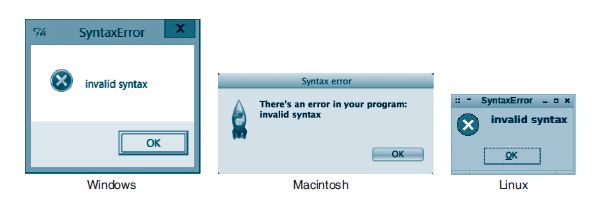 SyntaxError
invalid syntax
OK
Windows
Syntax error
There's an error in your program:
invalid syntax
OK
Macintosh
SyntaxError
invalid syntax
OK
Linux